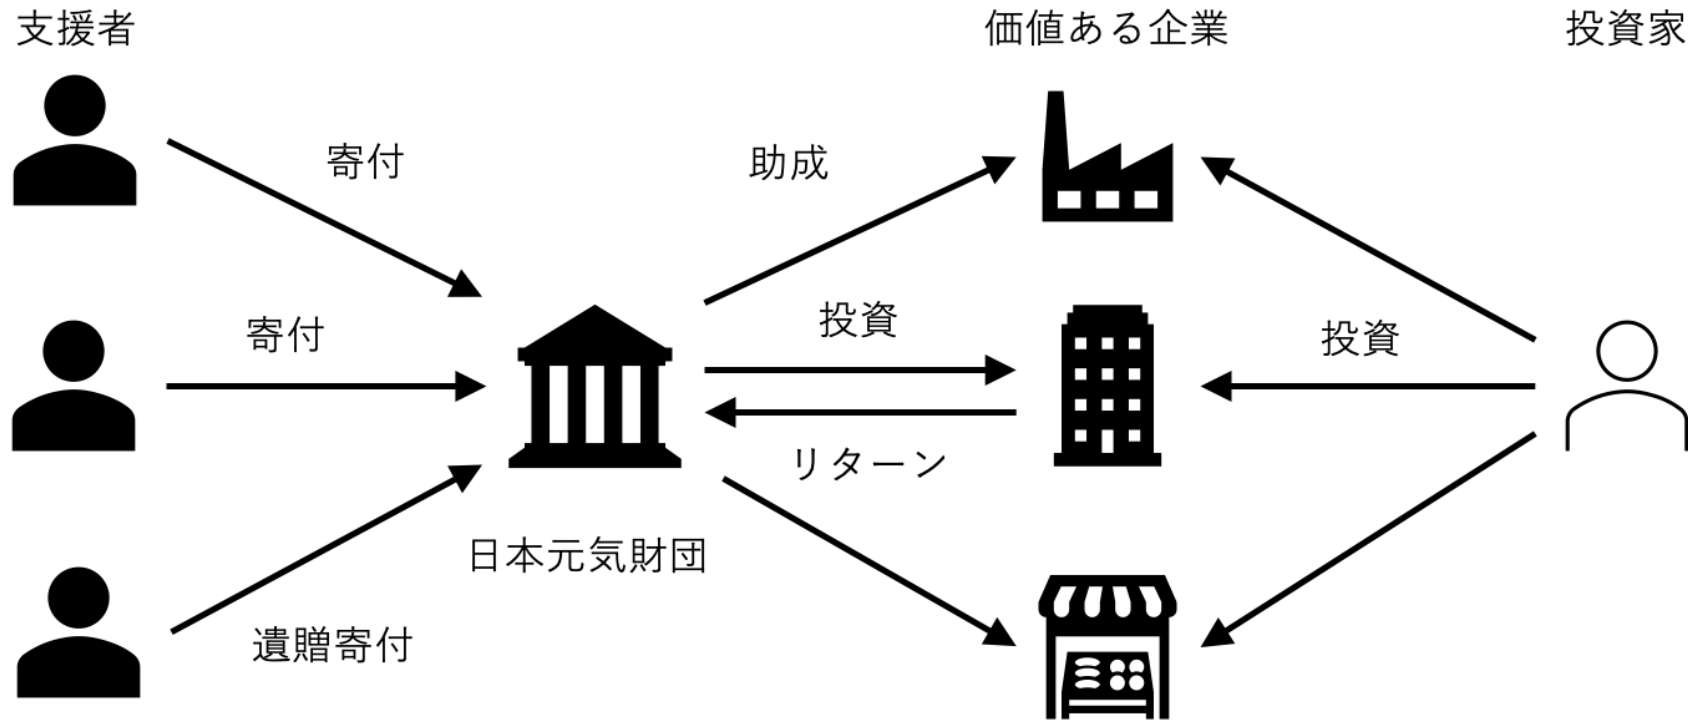 支援者
価値ある企業
投資家
寄付
助成
寄付
投資
投資
リターン
日本元気財団
遺贈寄付